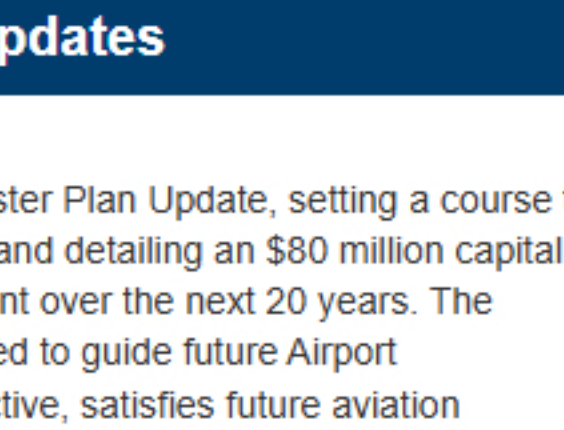 pdates
ster Plan Update, setting a course
and detailing an $80 million capital
nt over the next 20 years. The
ed to guide future Airport
ctive, satisfies future aviation